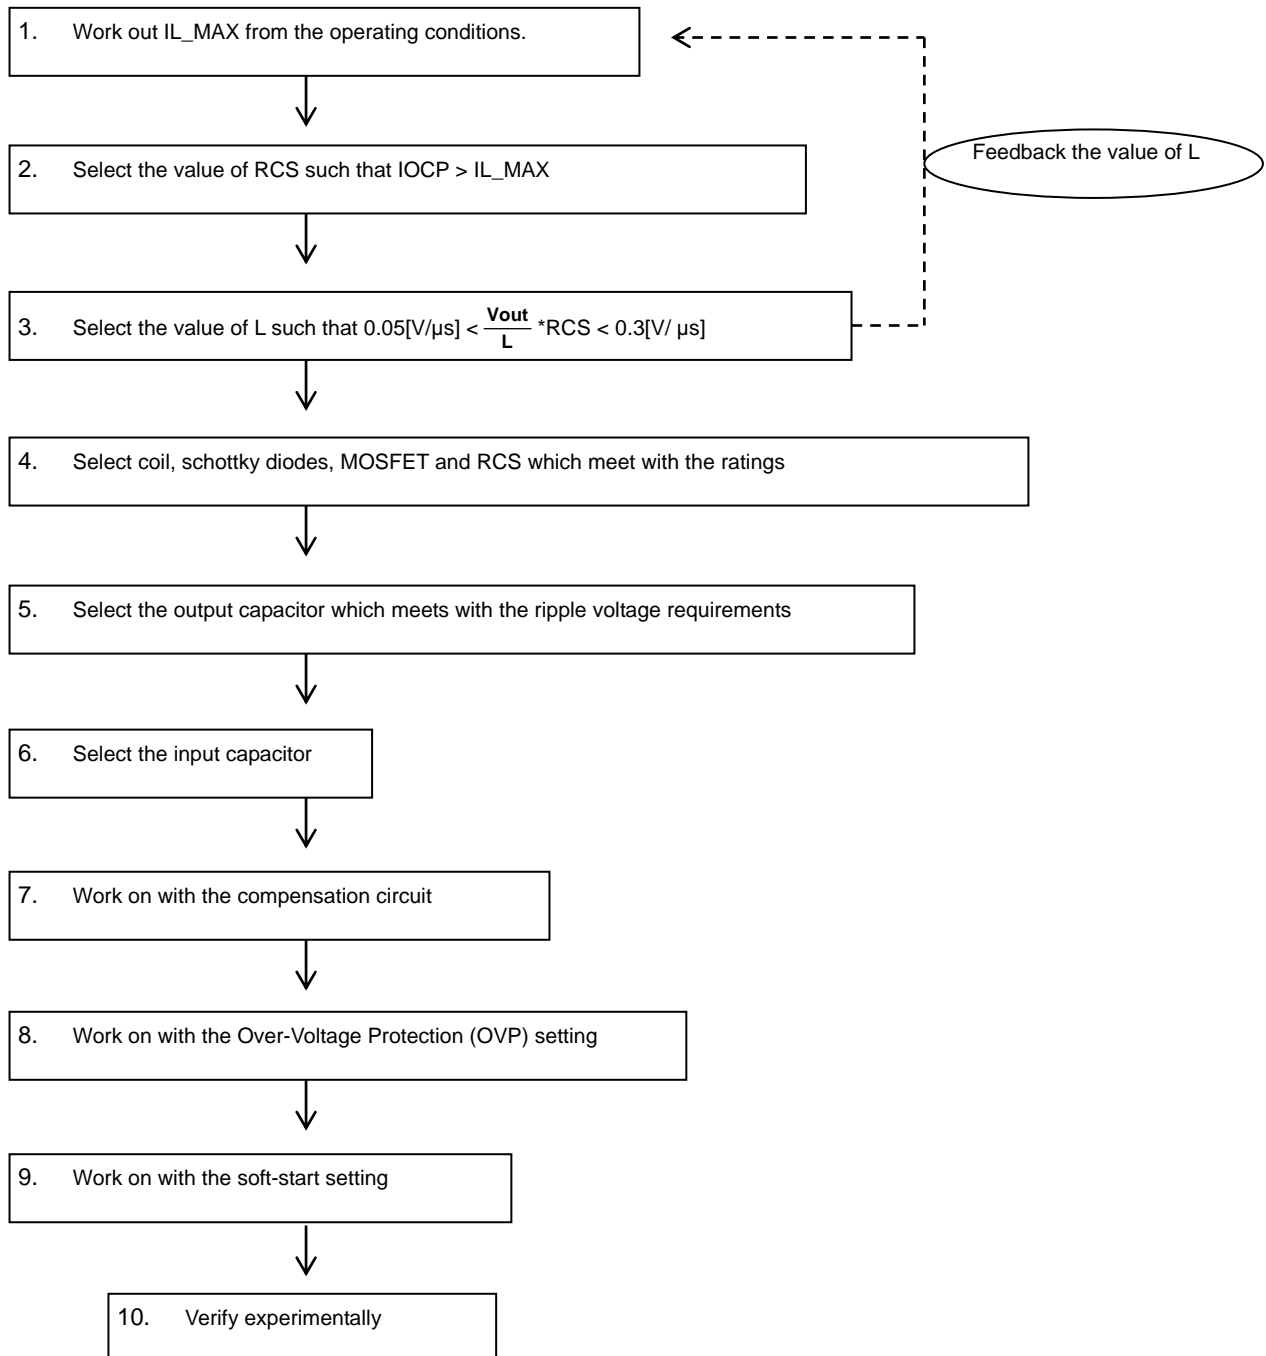 1. Work out IL_MAX from the operating conditions.
2. Select the value of RCS such that IOCP > IL_MAX
Feedback the value of L
3. Select the value of L such that 0.05[V/µs] < Vout/L *RCS < 0.3[V/ µs]
4. Select coil, schottky diodes, MOSFET and RCS which meet with the ratings
5. Select the output capacitor which meets with the ripple voltage requirements
6. Select the input capacitor
7. Work on with the compensation circuit
8. Work on with the Over-Voltage Protection (OVP) setting
9. Work on with the soft-start setting
10. Verify experimentally